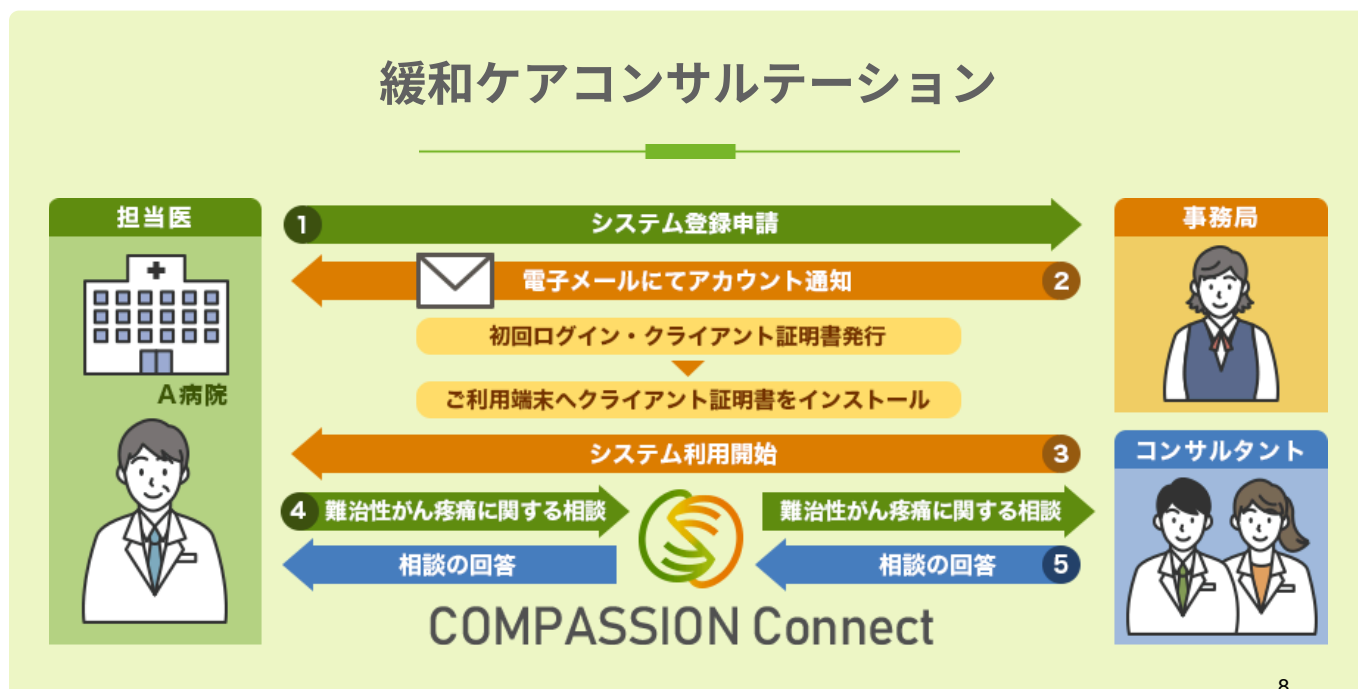 緩和ケアコンサルテーション
担当医
A病院
1 システム登録申請
電子メールにてアカウント通知 2
初回ログイン・クライアント証明書発行
ご利用端末へクライアント証明書をインストール
システム利用開始 3
4 難治性がん疼痛に関する相談
難治性がん疼痛に関する相談
相談の回答
相談の回答 5
COMPASSION Connect
事務局
コンサルタント
8